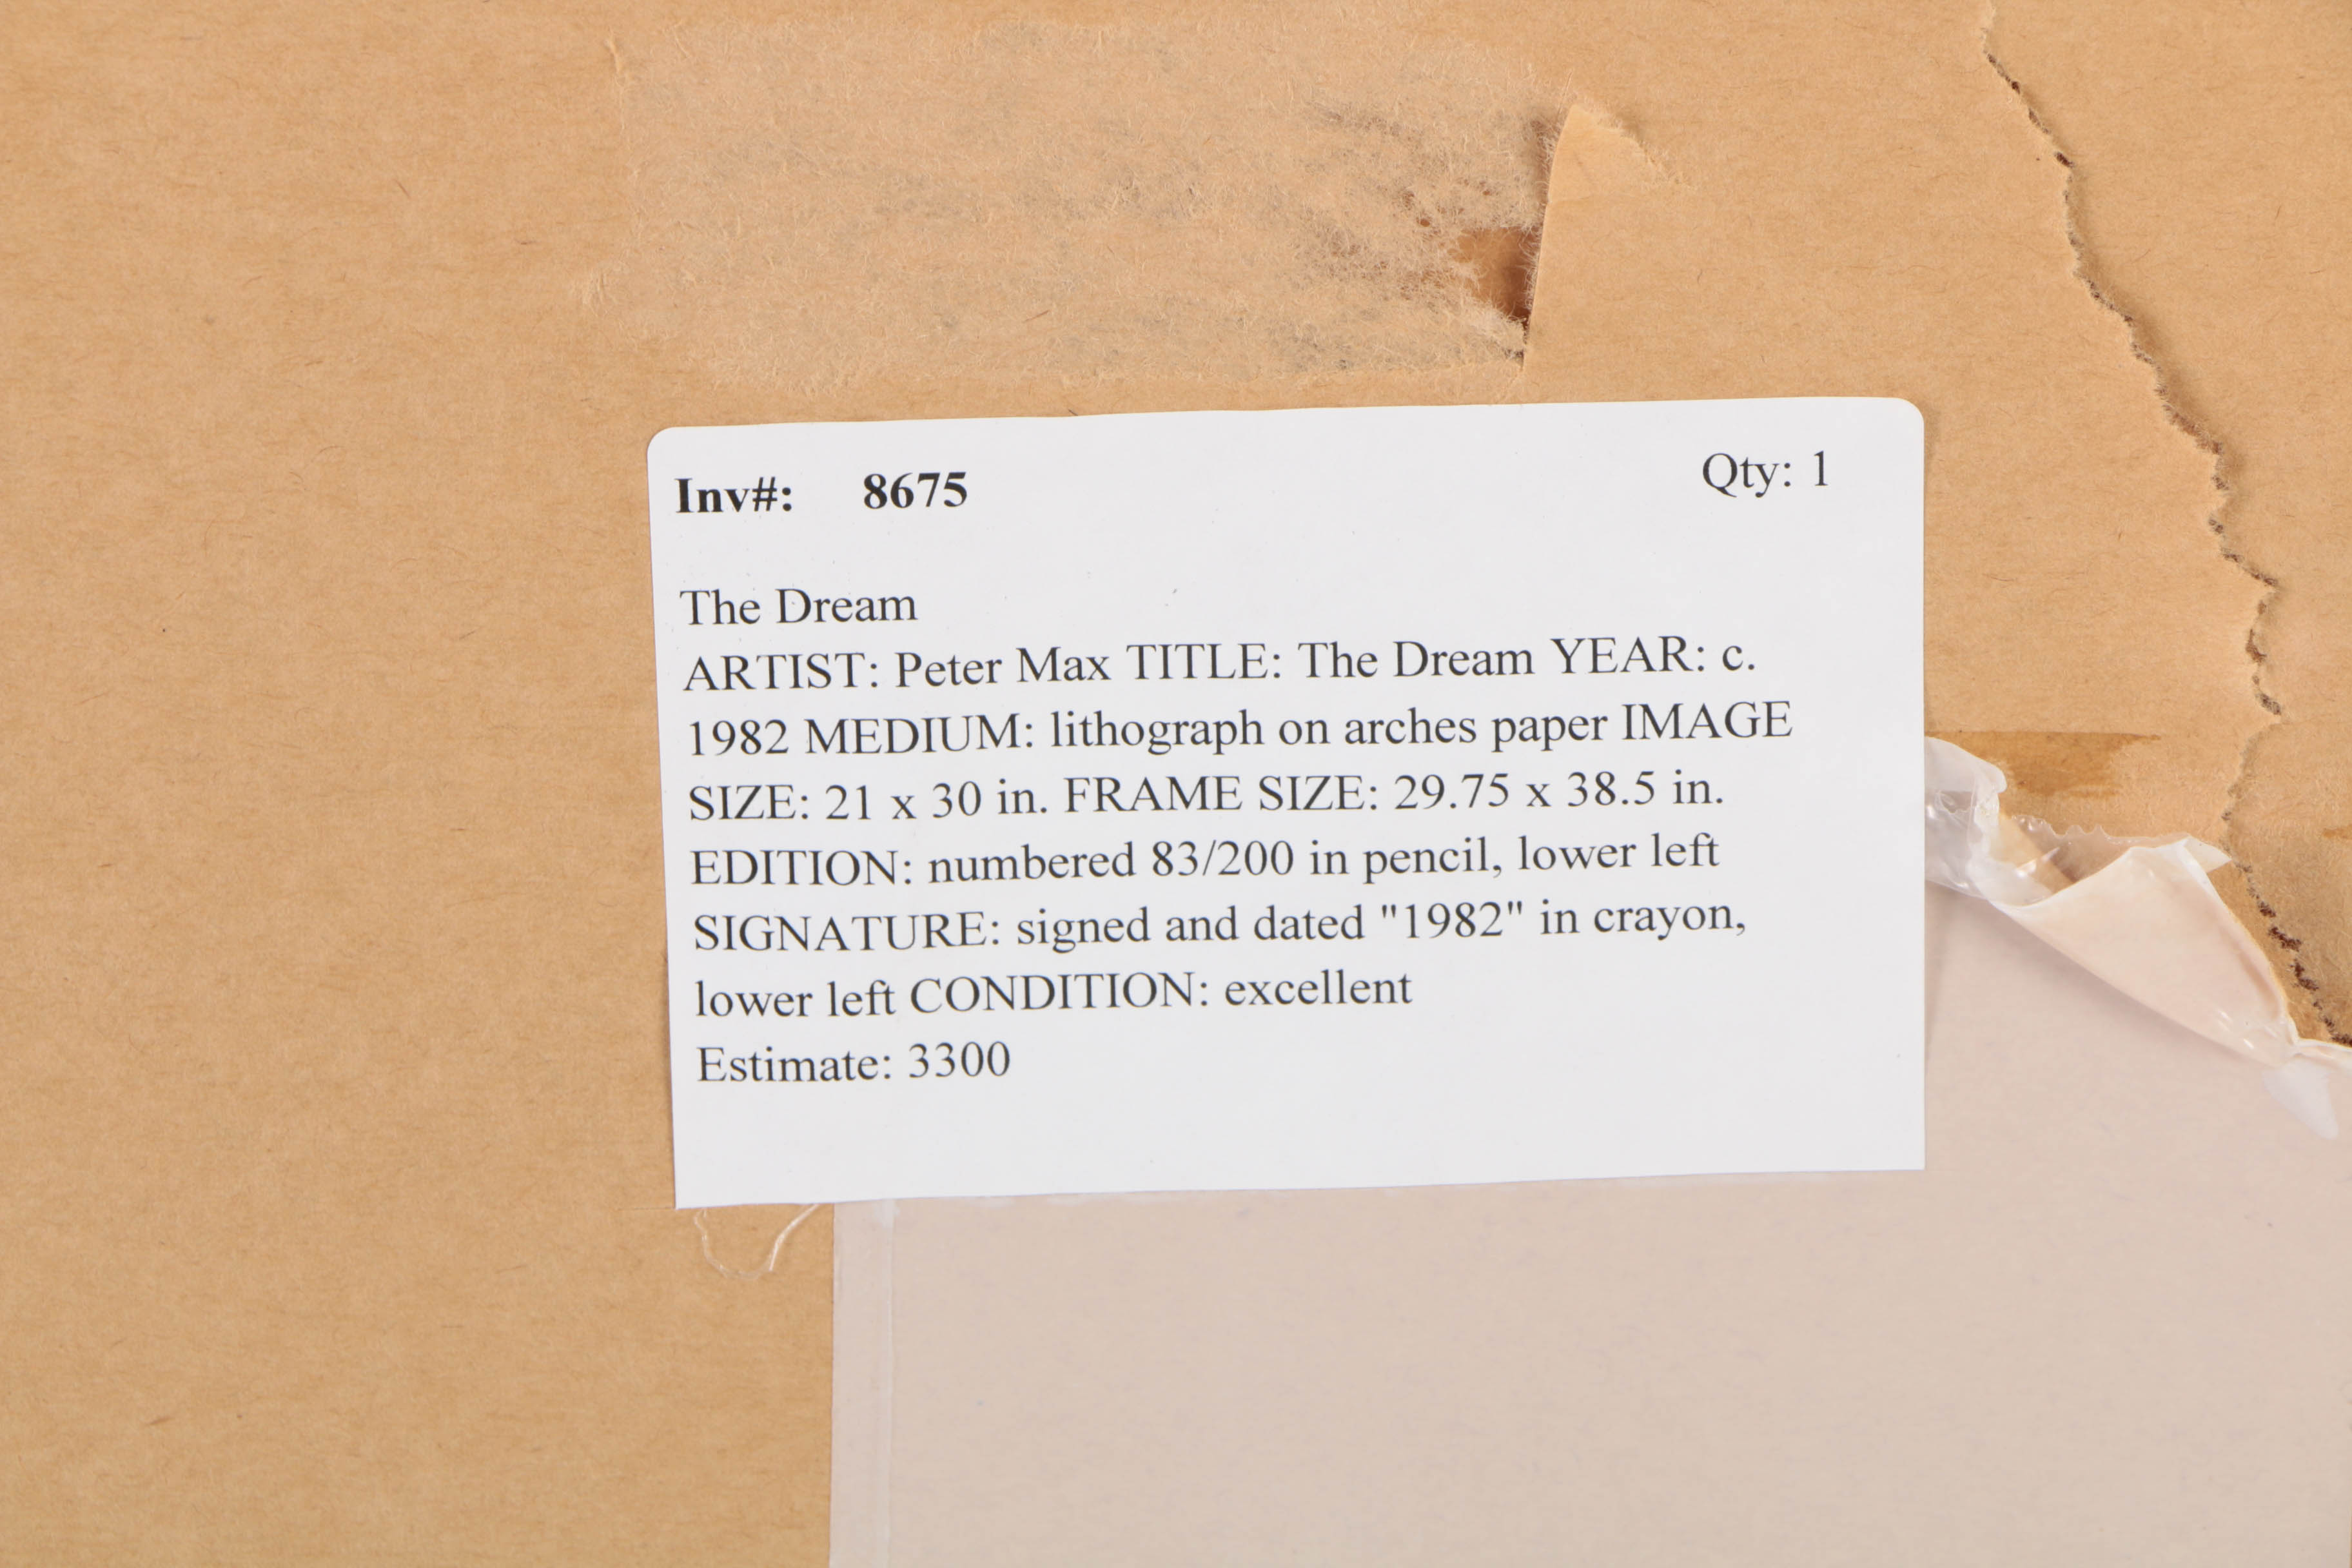 Inv#: 8675 Qty: 1
The Dream
ARTIST: Peter Max TITLE: The Dream YEAR: c.
1982 MEDIUM: lithograph on arches paper IMAGE
SIZE: 21 x 30 in. FRAME SIZE: 29.75 x 38.5 in.
EDITION: numbered 83/200 in pencil, lower left
SIGNATURE: signed and dated "1982" in crayon,
lower left CONDITION: excellent
Estimate: 3300